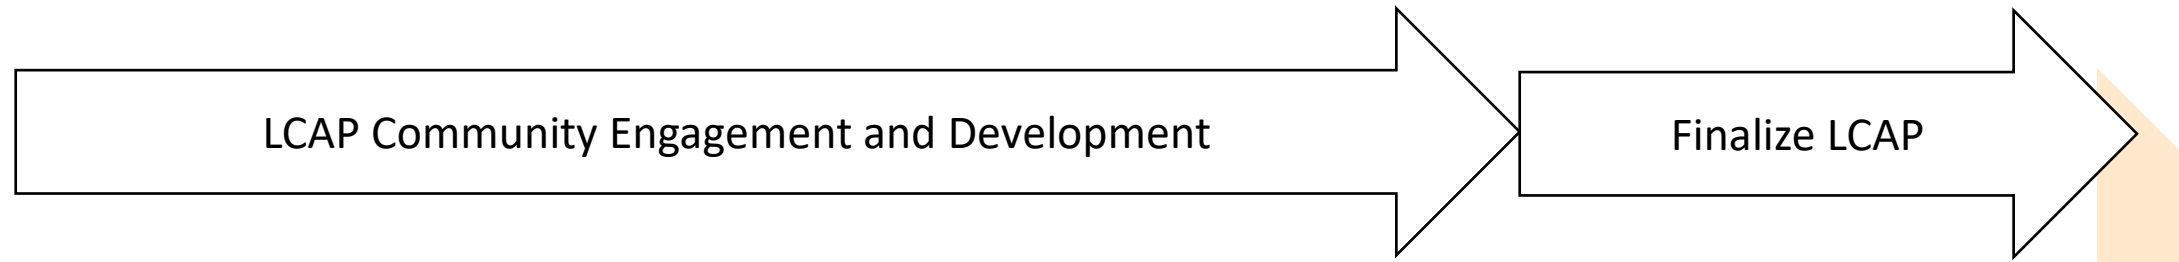 LCAP Community Engagement and Development
Finalize LCAP